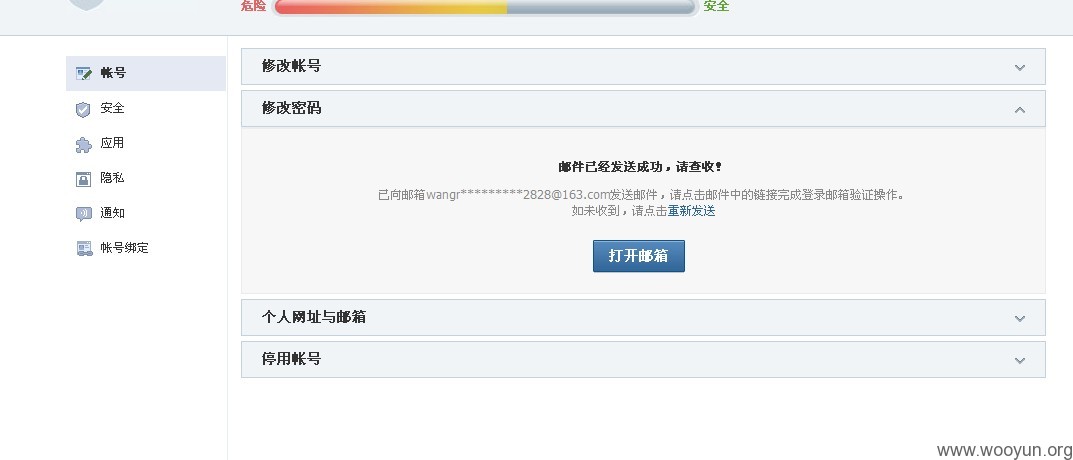 危险 安全
帐号
安全
应用
隐私
通知
帐号绑定
修改帐号
修改密码
邮件已经发送成功，请查收！
已向邮箱wangr*********2828@163.com发送邮件，请点击邮件中的链接完成登录邮箱验证操作。
如未收到，请点击重新发送
打开邮箱
个人网址与邮箱
停用帐号
www.wooyun.org